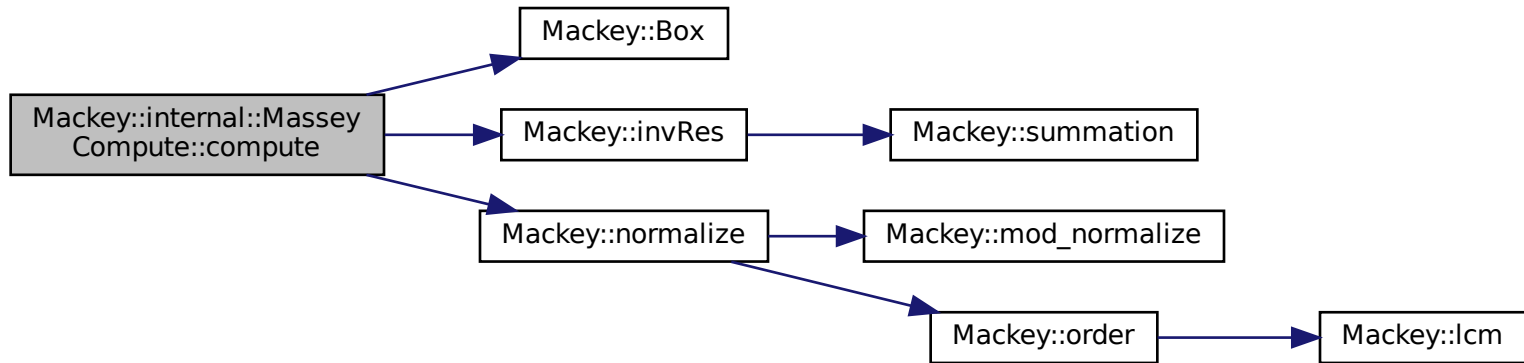 Mackey::internal::Massey
Compute::compute
Mackey::Box
Mackey::invRes
Mackey::summation
Mackey::normalize
Mackey::mod_normalize
Mackey::order
Mackey::lcm